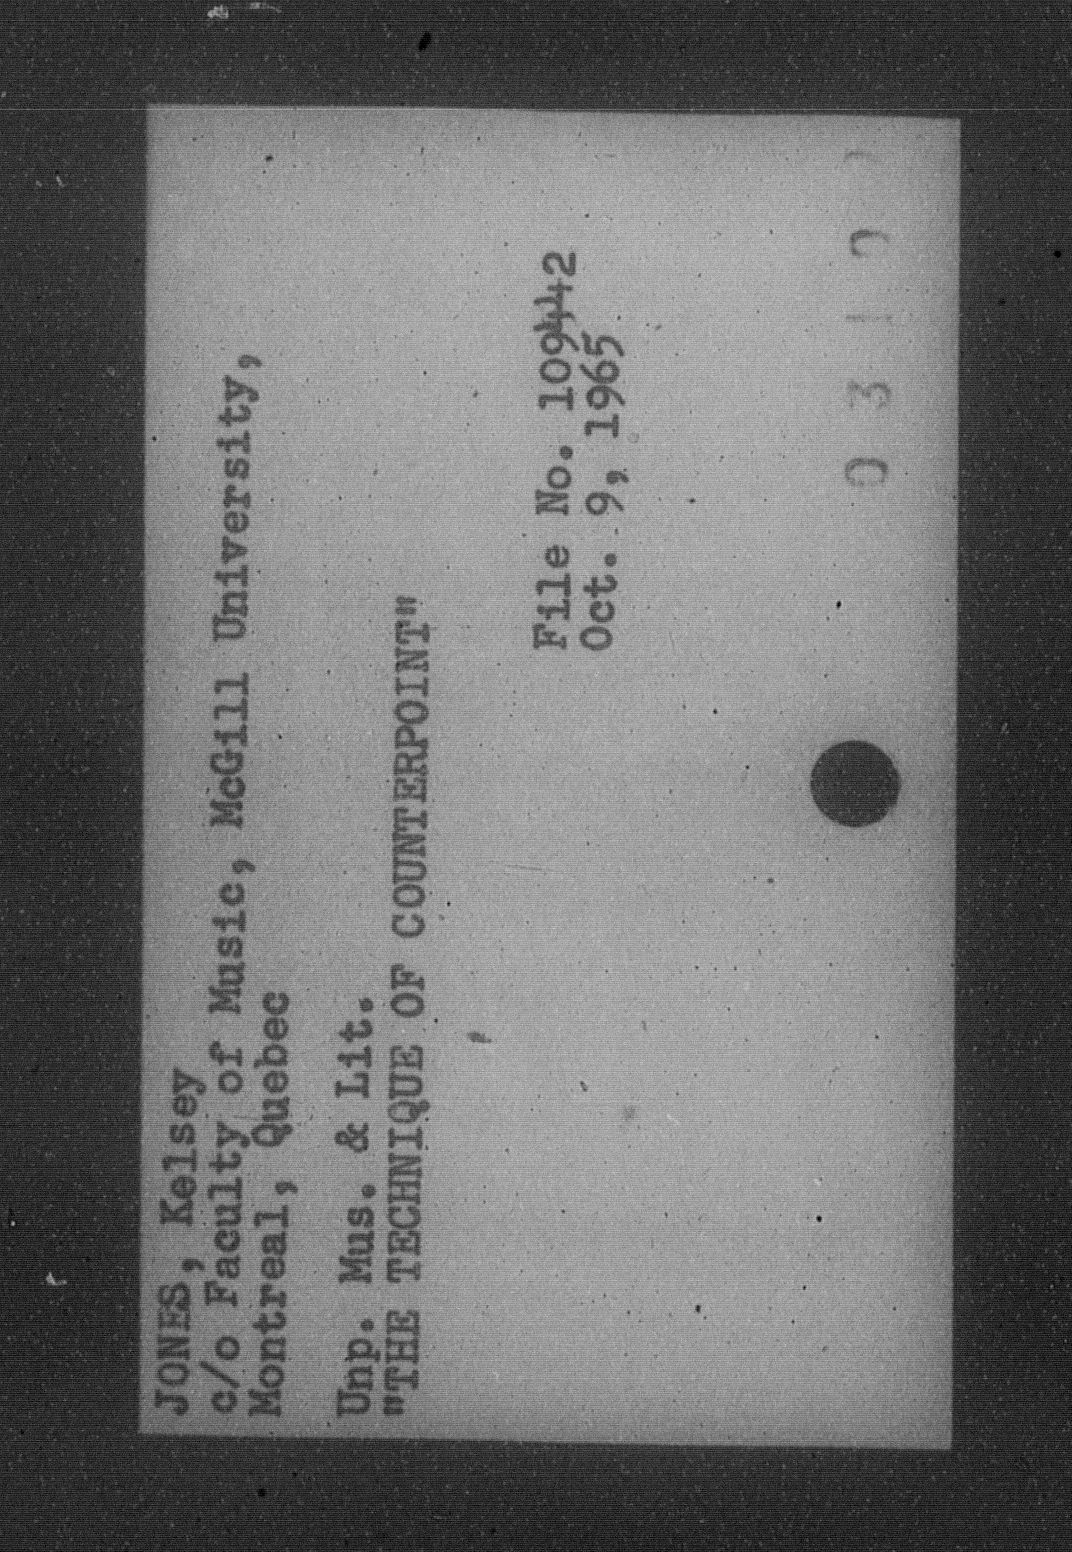 JONES, Kelsey
c/o Faculty of Music, McGill University,
Montreal, Quebec
Unp. Mus. & Lit.
"THE TECHNIQUE OF COUNTERPOINT"
File No. 109442
Oct. 9, 1965